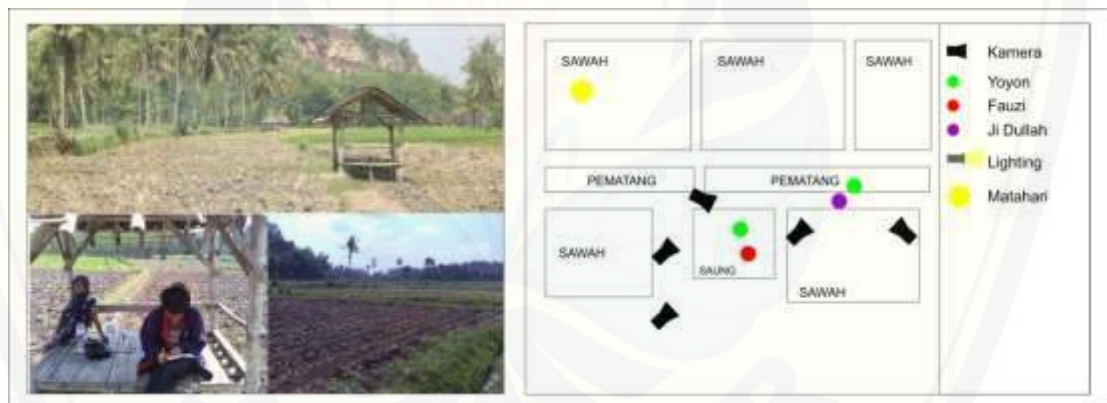 SAWAH
SAWAH
SAWAH
PEMATANG
PEMATANG
SAWAH
SAUNG
SAWAH
Kamera
Yoyon
Fauzi
Ji Dullah
Lighting
Matahari